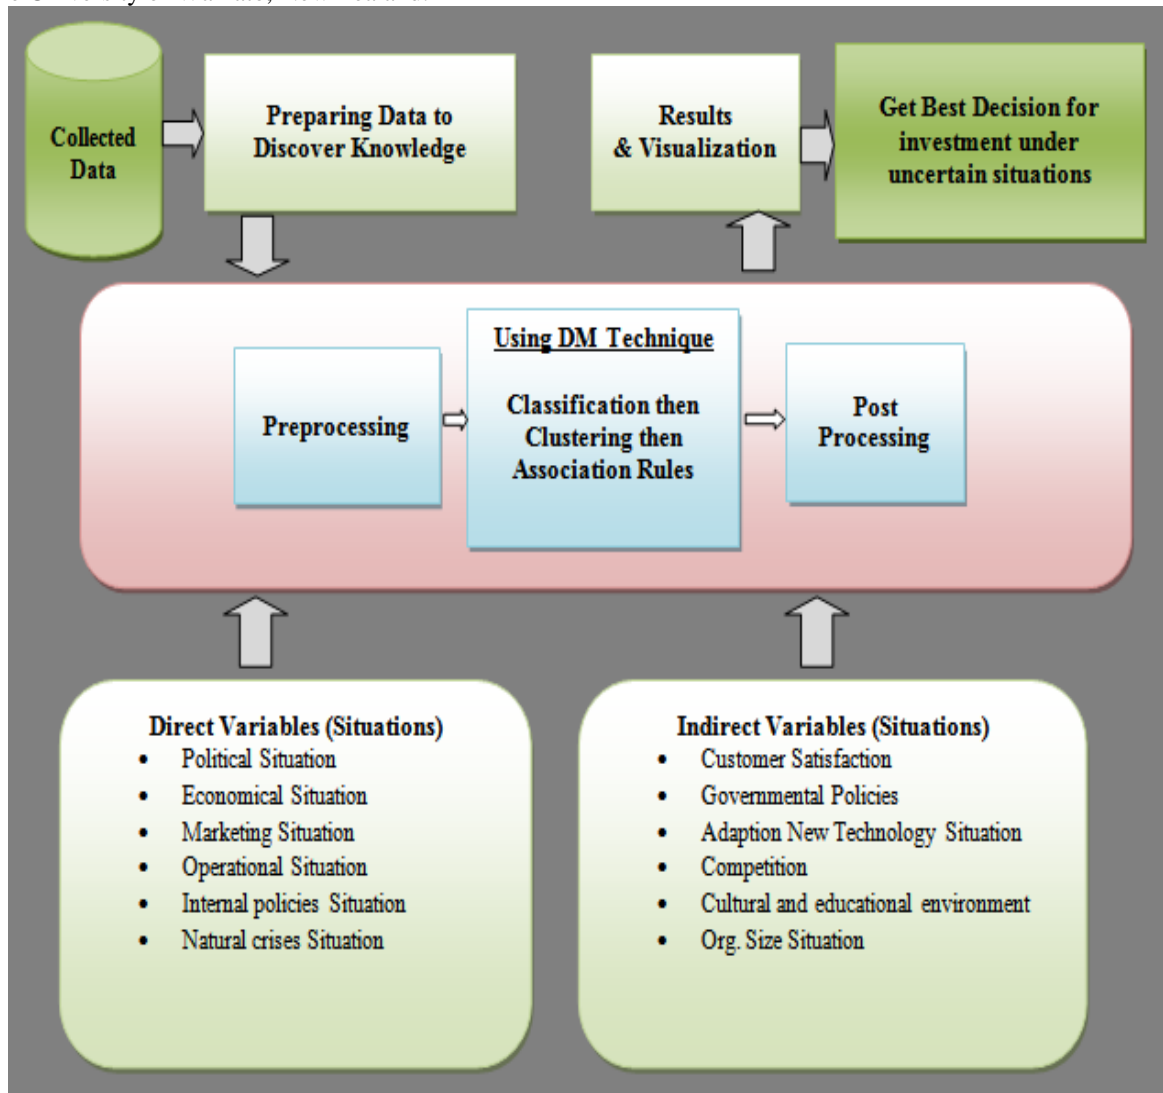 Collected
Data
Preparing Data to
Discover Knowledge
Results
& Visualization
Get Best Decision for
investment under
uncertain situations
Preprocessing
Using DM Technique
Classification then
Clustering then
Association Rules
Post
Processing
Direct Variables (Situations)
• Political Situation
• Economical Situation
• Marketing Situation
• Operational Situation
• Internal policies Situation
• Natural crises Situation
Indirect Variables (Situations)
• Customer Satisfaction
• Governmental Policies
• Adaption New Technology Situation
• Competition
• Cultural and educational environment
• Org. Size Situation